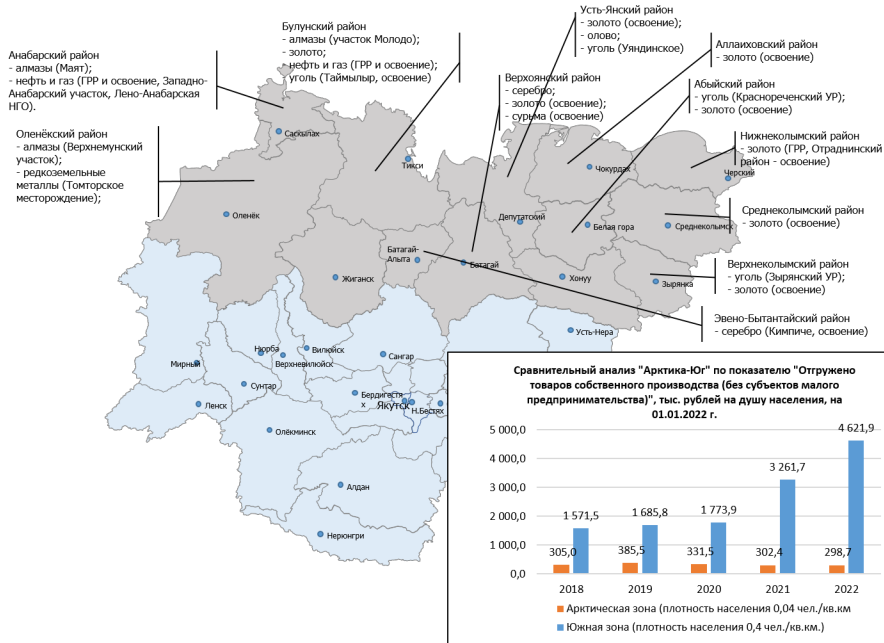 Анабарский район
- алмазы (Маят);
- нефть и газ (ГРР и освоение, Западно-
Анабарский участок, Лено-Анабарская
НГО).
Оленёкский район
- алмазы (Верхнемунский
участок);
- редкоземельные
металлы (Томторское
месторождение);
Булунский район
- алмазы (участок Молодо)
- золото;
- нефть и газ (ГРР и освоение);
уголь (Таймылыр, освоение)
Усть-Янский район
- золото (освоение);
- олово;
- уголь (Уяндинское)
Верхоянский район
- серебро;
- золото (освоение);
- сурьма (освоение)
Аллаиховский район
- золото (освоение)
Абыйский район
- уголь (Краснореченский УР);
- золото (освоение)
Нижнеколымский район
- золото (ГРР, Отраднинский
район - освоение)
Среднеколымский район
- золото (освоение)
Верхнеколымский район
- уголь (Зырянский УР);
- золото (освоение)
Эвено-Бытантайский район
- серебро (Кимпиче, освоение)
Саскылах
Тикси
Чокурдах
Черский
Оленёк
Депутатский
Белая гора
Среднеколымск
Батагай-
Алыта
Батагай
Жиганск
Хонуу
Зырянка
Усть-Нера
Нюрба
Вилюйск
Верхневилюйск
Сангар
Мирный
Сунтар
Ленск
Бердигестя
х
Якутск
Н.Бестях
Олёкминск
Алдан
Нерюнгри
Сравнительный анализ "Арктика-Юг" по показателю "Отгружено
товаров собственного производства (без субъектов малого
предпринимательства)", тыс. рублей на душу населения, на
01.01.2022 г.
5 000,0
4 000,0
3 000,0
2 000,0
1 000,0
0,0
305,0
1 571,5
385,5
1 685,8
331,5
1 773,9
302,4
3 261,7
298,7
4 621,9
2018
2019
2020
2021
2022
Арктическая зона (плотность населения 0,04 чел./кв.км
Южная зона (плотность населения 0,4 чел./кв.км.)